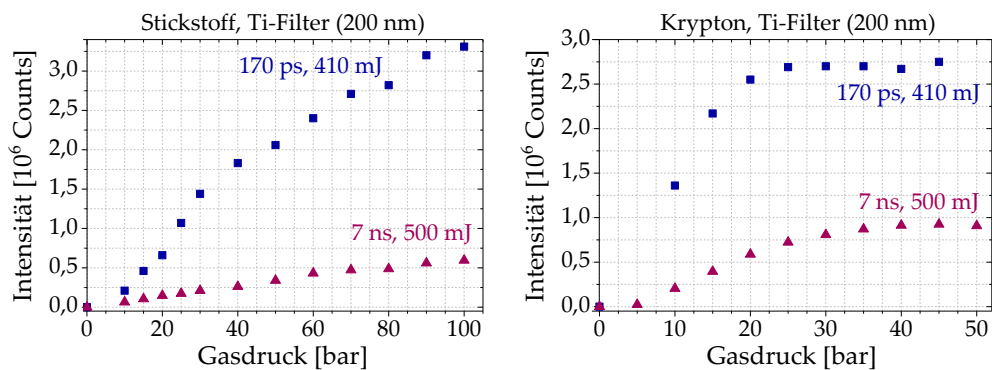 Stickstoff, Ti-Filter (200 nm)
3,0
2,5
2,0
1,5
1,0
0,5
0,0
Intensität [10⁶ Counts]
170 ps, 410 mJ
7 ns, 500 mJ
0 20 40 60 80 100
Gasdruck [bar]
Krypton, Ti-Filter (200 nm)
3,0
2,5
2,0
1,5
1,0
0,5
0,0
Intensität [10⁶ Counts]
170 ps, 410 mJ
7 ns, 500 mJ
0 10 20 30 40 50
Gasdruck [bar]